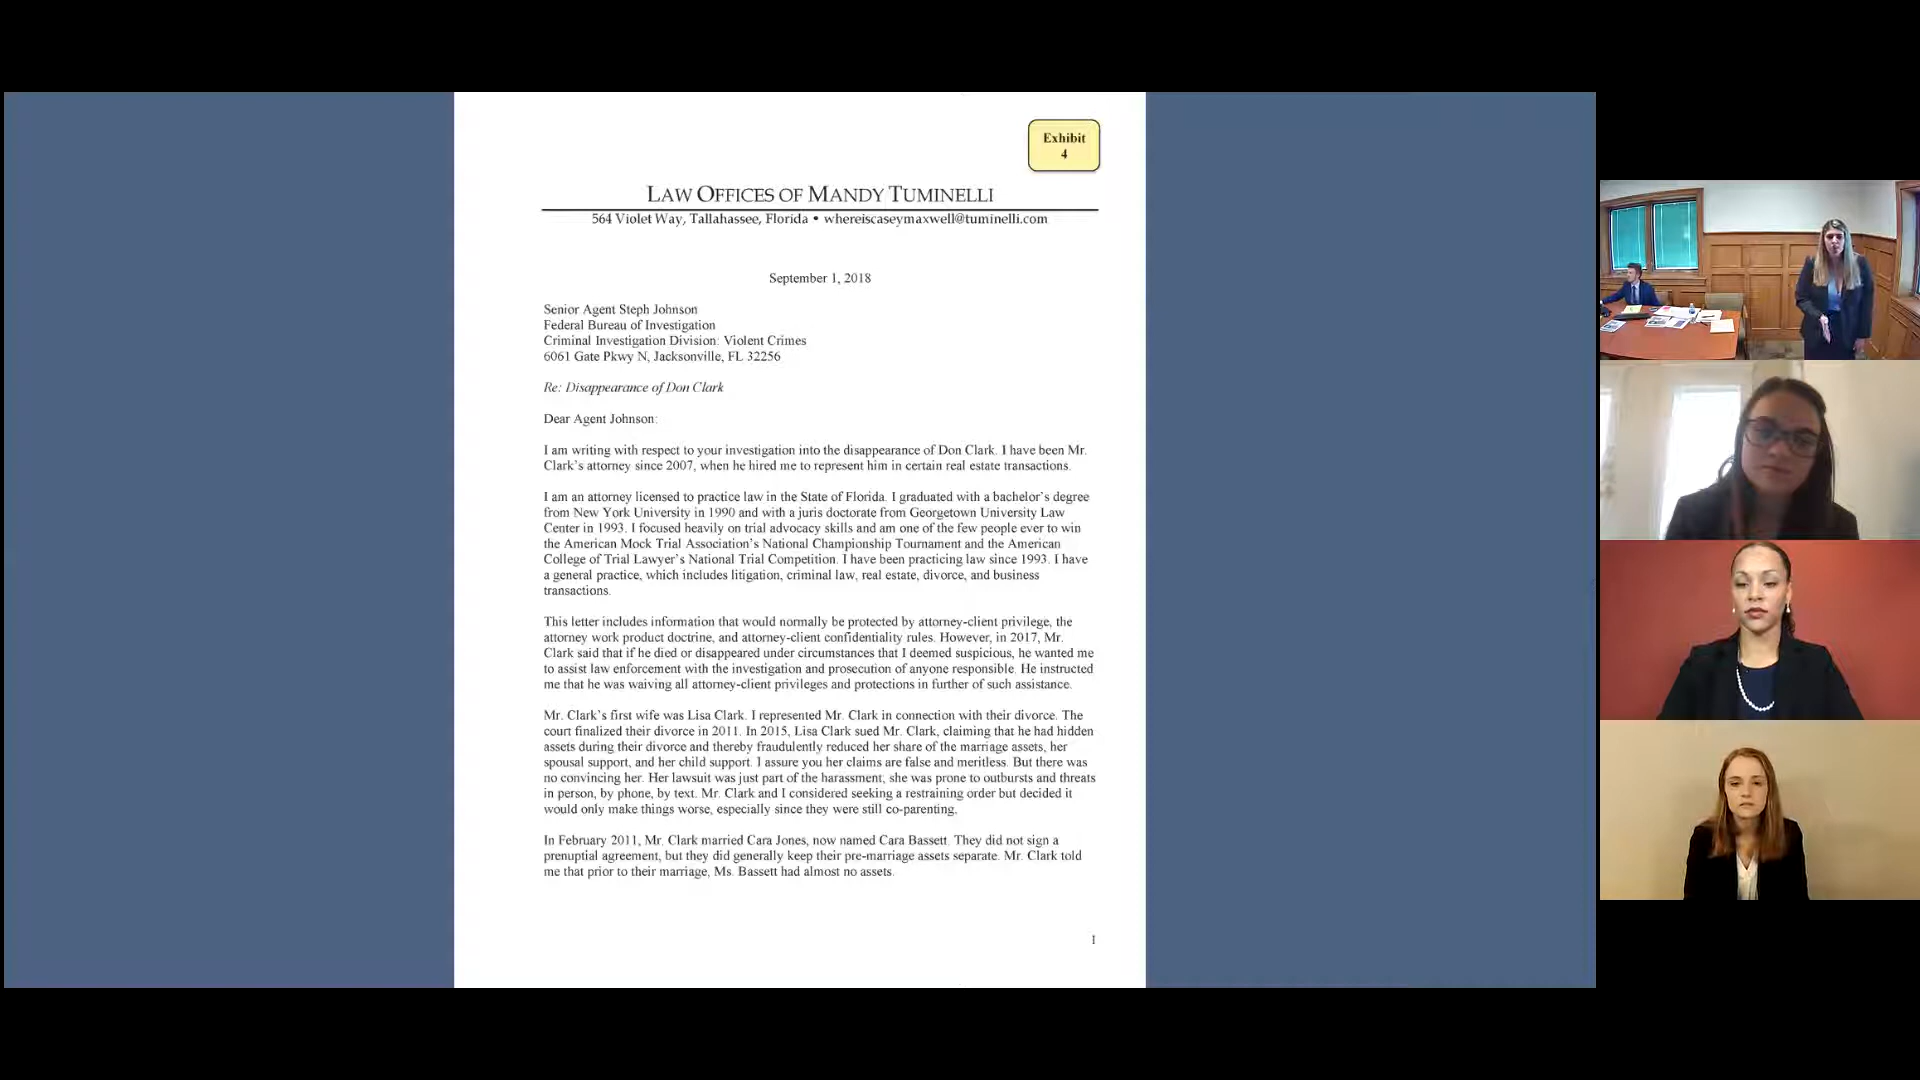 Exhibit
4
LAW OFFICES OF MANDY TUMINELLI
564 Violet Way, Tallahassee, Florida • whereiscaseymaxwell@tuminelli.com
September 1, 2018
Senior Agent Steph Johnson
Federal Bureau of Investigation
Criminal Investigation Division: Violent Crimes
6061 Gate Pkwy N, Jacksonville, FL 32256
Re: Disappearance of Don Clark
Dear Agent Johnson:
I am writing with respect to your investigation into the disappearance of Don Clark. I have been Mr.
Clark's attorney since 2007, when he hired me to represent him in certain real estate transactions.
I am an attorney licensed to practice law in the State of Florida. I graduated with a bachelor's degree
from New York University in 1990 and with a juris doctorate from Georgetown University Law
Center in 1993. I focused heavily on trial advocacy skills and am one of the few people ever to win
the American Mock Trial Association's National Championship Tournament and the American
College of Trial Lawyer's National Trial Competition. I have been practicing law since 1993. I have
a general practice, which includes litigation, criminal law, real estate, divorce, and business
transactions.
This letter includes information that would normally be protected by attorney-client privilege, the
attorney work product doctrine, and attorney-client confidentiality rules. However, in 2017, Mr.
Clark said that if he died or disappeared under circumstances that I deemed suspicious, he wanted me
to assist law enforcement with the investigation and prosecution of anyone responsible. He instructed
me that he was waiving all attorney-client privileges and protections in further of such assistance.
Mr. Clark's first wife was Lisa Clark. I represented Mr. Clark in connection with their divorce. The
court finalized their divorce in 2011. In 2015, Lisa Clark sued Mr. Clark, claiming that he had hidden
assets during their divorce and thereby fraudulently reduced her share of the marriage assets, her
spousal support, and her child support. I assure you her claims are false and meritless. But there was
no convincing her. Her lawsuit was just part of the harassment; she was prone to outbursts and threats
in person, by phone, by text. Mr. Clark and I considered seeking a restraining order but decided it
would only make things worse, especially since they were still co-parenting.
In February 2011, Mr. Clark married Cara Jones, now named Cara Bassett. They did not sign a
prenuptial agreement, but they did generally keep their pre-marriage assets separate. Mr. Clark told
me that prior to their marriage, Ms. Bassett had almost no assets.
1